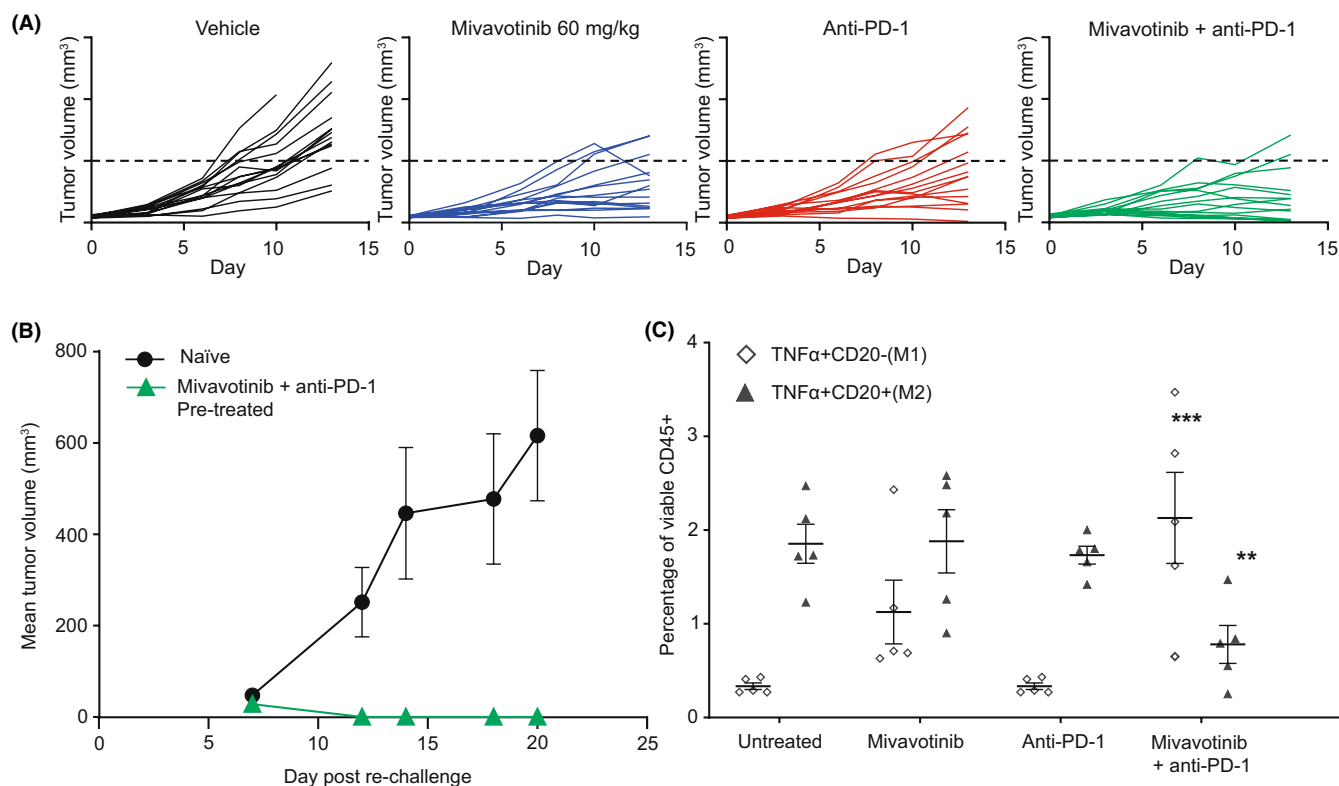 (A)
Vehicle
Mivavotinib 60 mg/kg
Anti-PD-1
Mivavotinib + anti-PD-1
Tumor volume (mm³)
Tumor volume (mm³)
Tumor volume (mm³)
Tumor volume (mm³)
0 5 10 15
0 5 10 15
0 5 10 15
0 5 10 15
Day
Day
Day
Day
(B)
Naïve
Mivavotinib + anti-PD-1
Pre-treated
Mean tumor volume (mm³)
800
600
400
200
0
0 5 10 15 20 25
Day post re-challenge
(C)
TNFα+CD20-(M1)
TNFα+CD20+(M2)
Percentage of viable CD45+
4
3
2
1
0
***
**
Untreated
Mivavotinib
Anti-PD-1
Mivavotinib
+ anti-PD-1